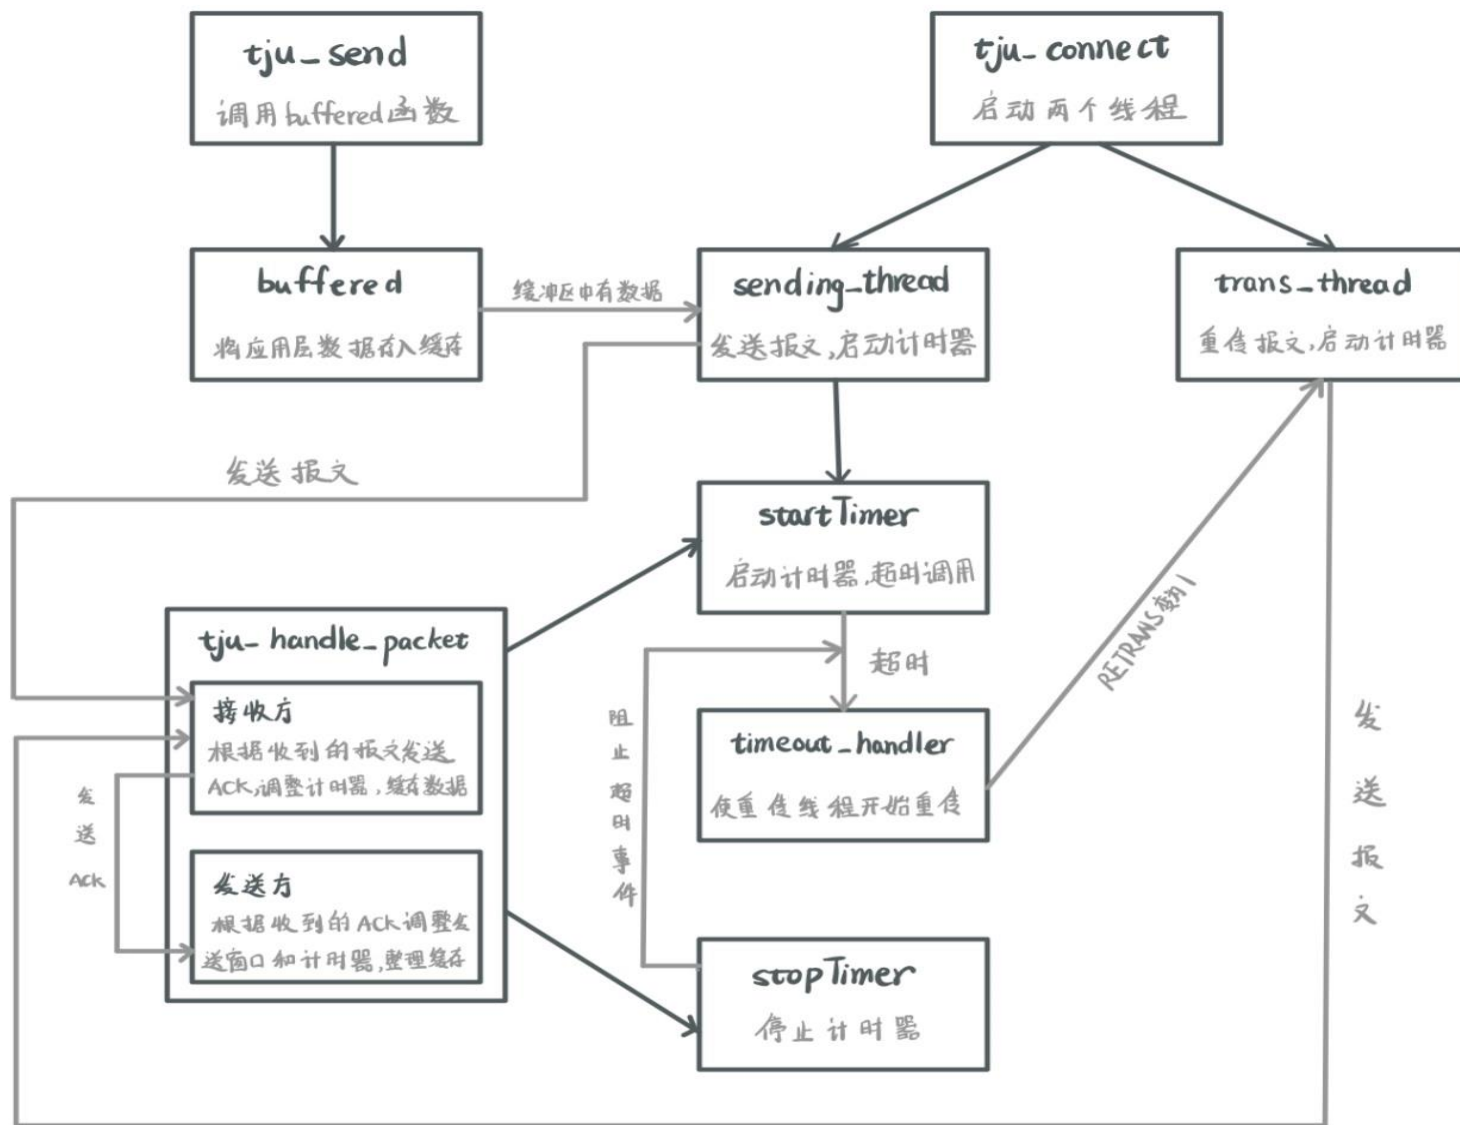 tju_send
调用buffered函数
tju_connect
启动两个线程
buffered
将应用层数据存入缓存
缓冲区中有数据
sending_thread
发送报文,启动计时器
trans_thread
重传报文,启动计时器
发送报文
startTimer
启动计时器,超时调用
tju_handle_packet
接收方
根据收到的报文发送
ACK,调整计时器,缓存数据
发送ACK
发送方
根据收到的ACK调整发
送窗口和计时器,整理缓存
超时
阻止超时事件
timeout_handler
使重传线程开始重传
RETRANS变为1
发送报文
stopTimer
停止计时器